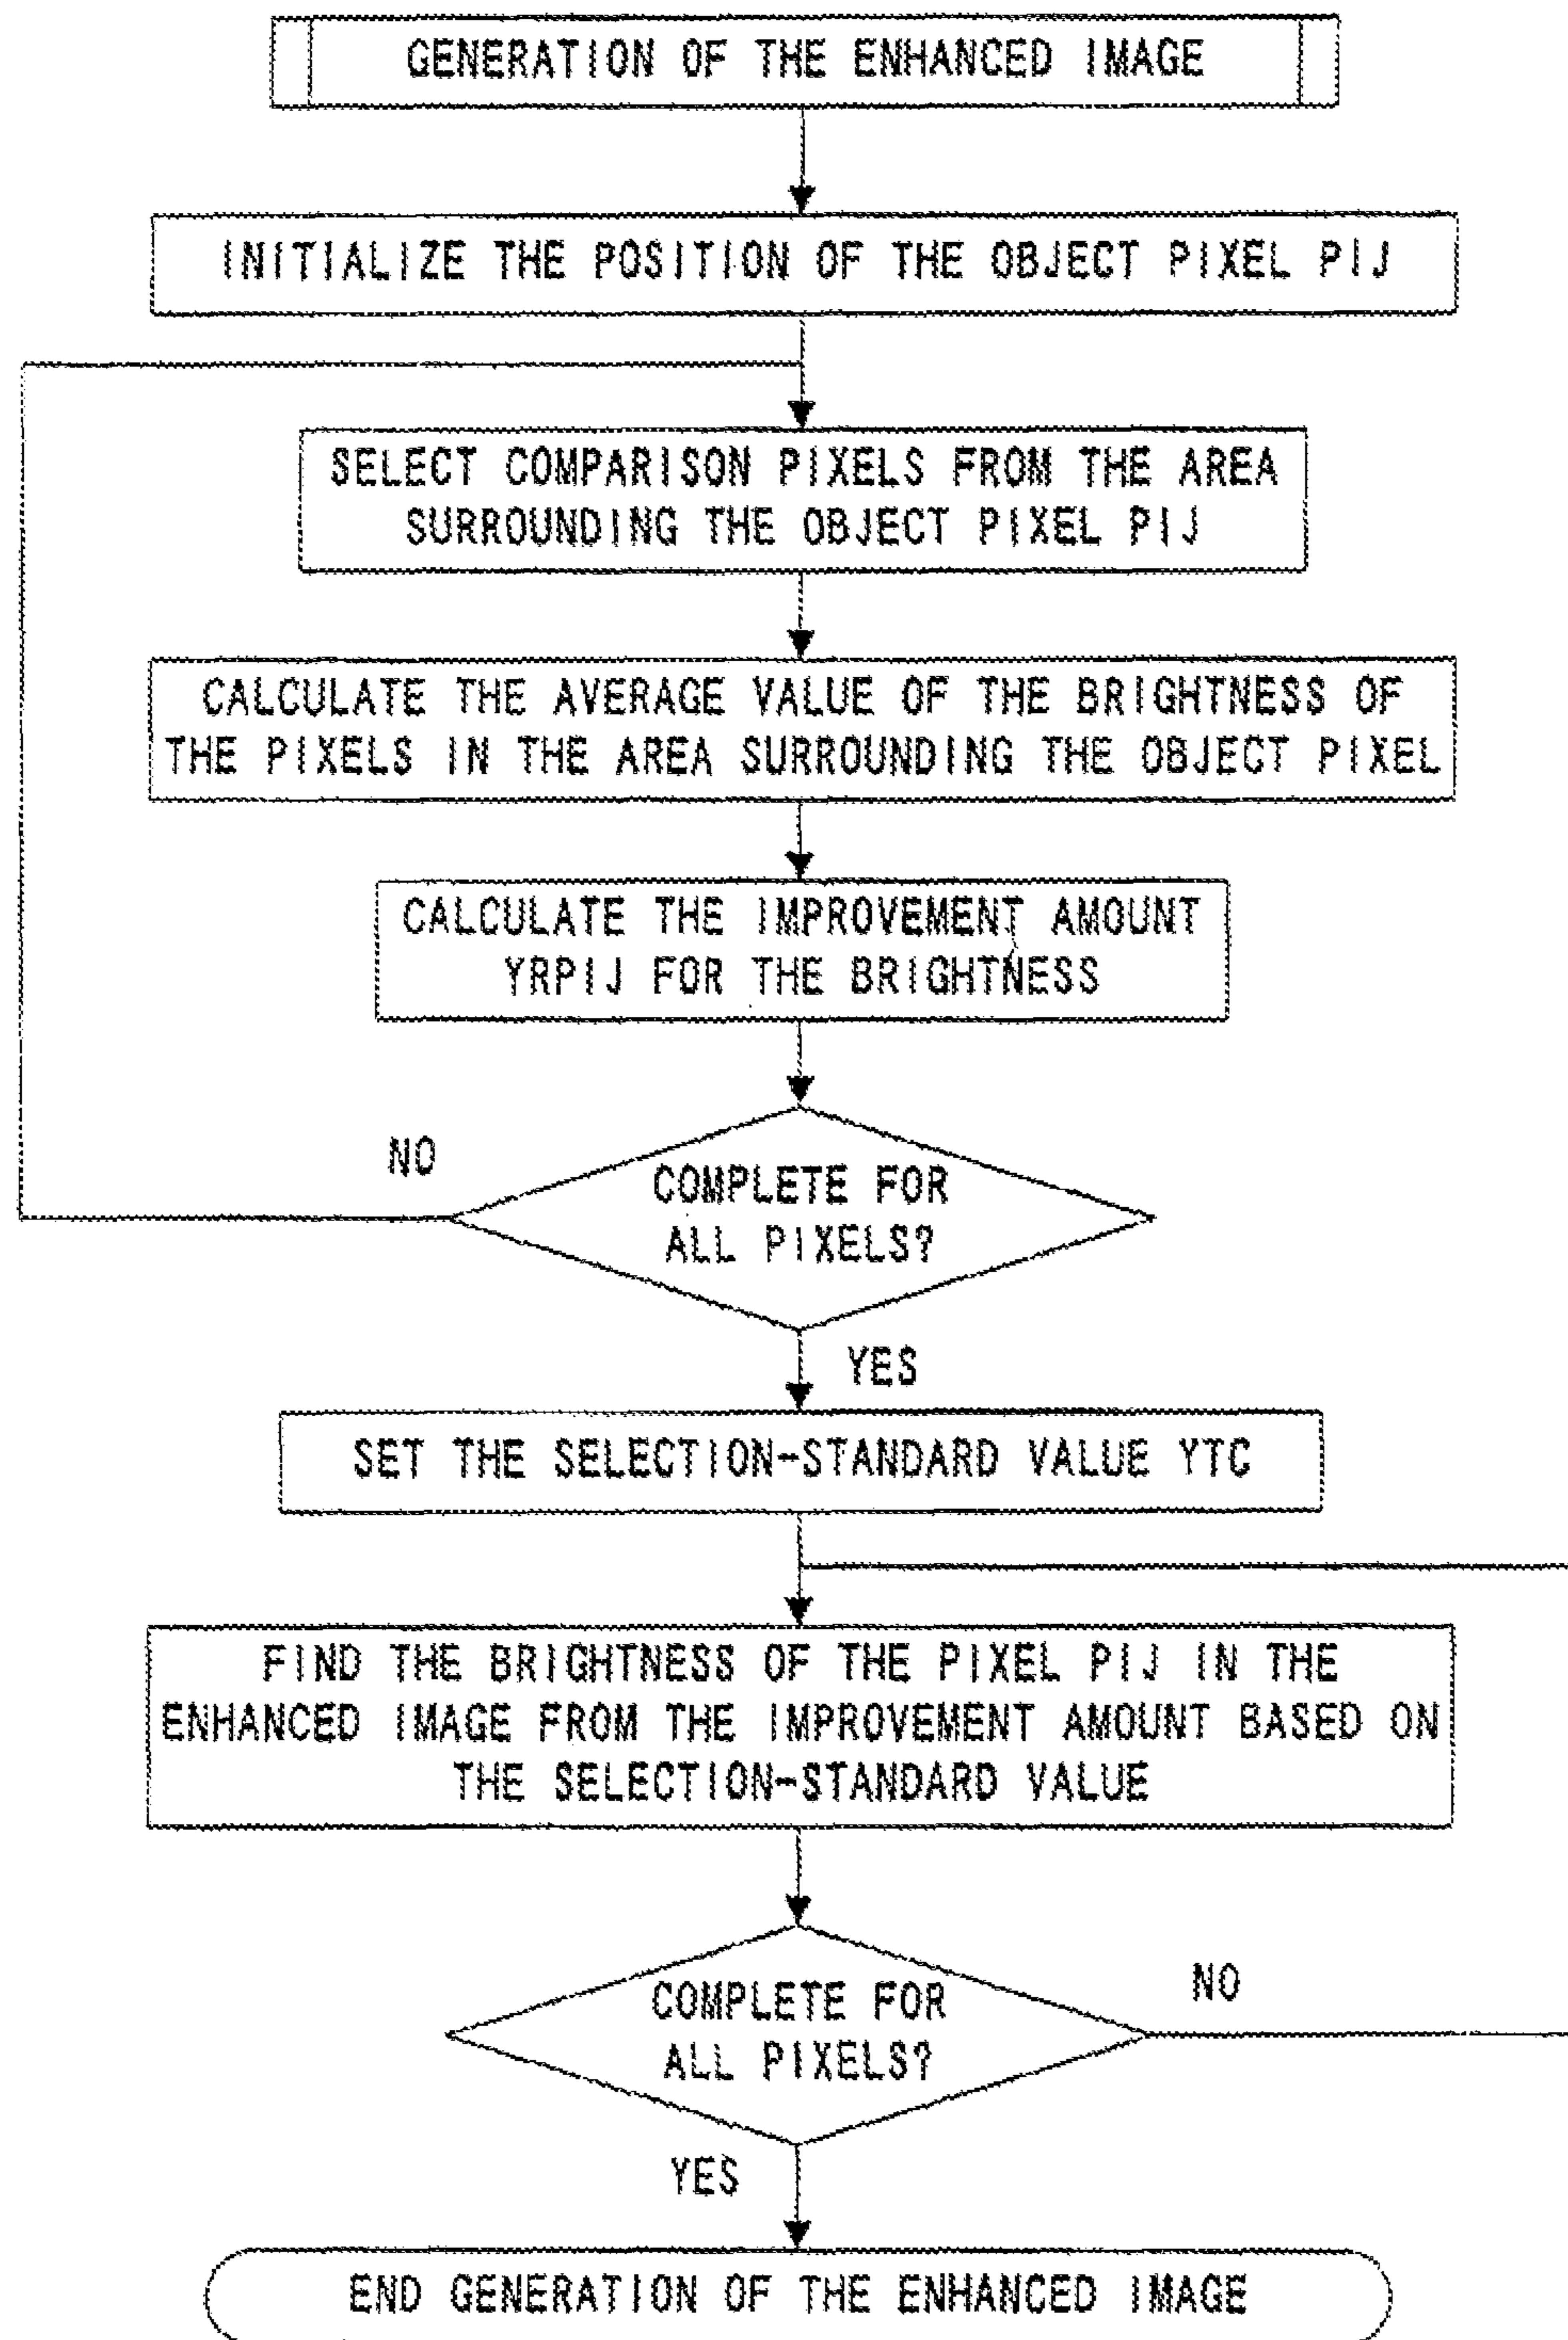 GENERATION OF THE ENHANCED IMAGE
INITIALIZE THE POSITION OF THE OBJECT PIXEL PIJ
SELECT COMPARISON PIXELS FROM THE AREA
SURROUNDING THE OBJECT PIXEL PIJ
CALCULATE THE AVERAGE VALUE OF THE BRIGHTNESS OF
THE PIXELS IN THE AREA SURROUNDING THE OBJECT PIXEL
CALCULATE THE IMPROVEMENT AMOUNT
YRPIJ FOR THE BRIGHTNESS
NO
COMPLETE FOR
ALL PIXELS?
YES
SET THE SELECTION-STANDARD VALUE YTC
FIND THE BRIGHTNESS OF THE PIXEL PIJ IN THE
ENHANCED IMAGE FROM THE IMPROVEMENT AMOUNT BASED ON
THE SELECTION-STANDARD VALUE
NO
COMPLETE FOR
ALL PIXELS?
YES
END GENERATION OF THE ENHANCED IMAGE